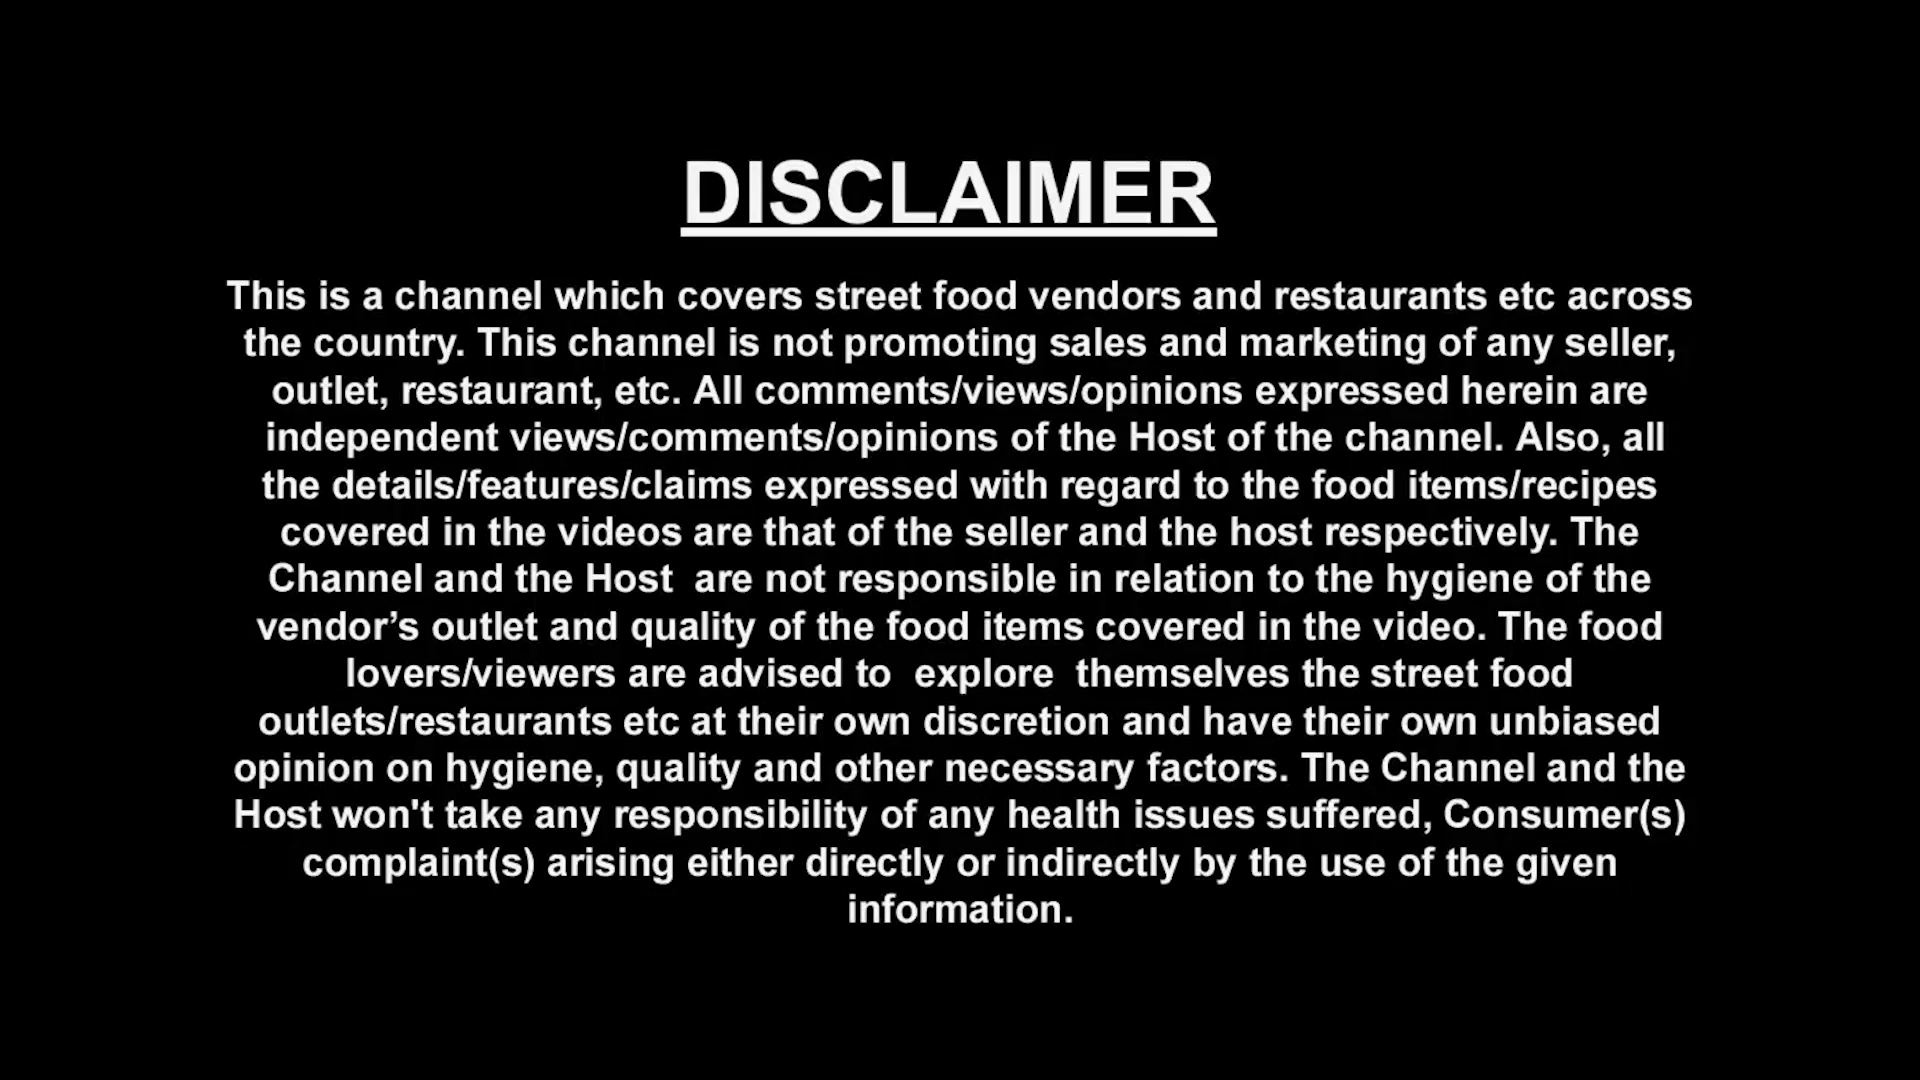 DISCLAIMER
This is a channel which covers street food vendors and restaurants etc across
the country. This channel is not promoting sales and marketing of any seller,
outlet, restaurant, etc. All comments/views/opinions expressed herein are
independent views/comments/opinions of the Host of the channel. Also, all
the details/features/claims expressed with regard to the food items/recipes
covered in the videos are that of the seller and the host respectively. The
Channel and the Host  are not responsible in relation to the hygiene of the
vendor’s outlet and quality of the food items covered in the video. The food
lovers/viewers are advised to  explore  themselves the street food
outlets/restaurants etc at their own discretion and have their own unbiased
opinion on hygiene, quality and other necessary factors. The Channel and the
Host won't take any responsibility of any health issues suffered, Consumer(s)
complaint(s) arising either directly or indirectly by the use of the given
information.